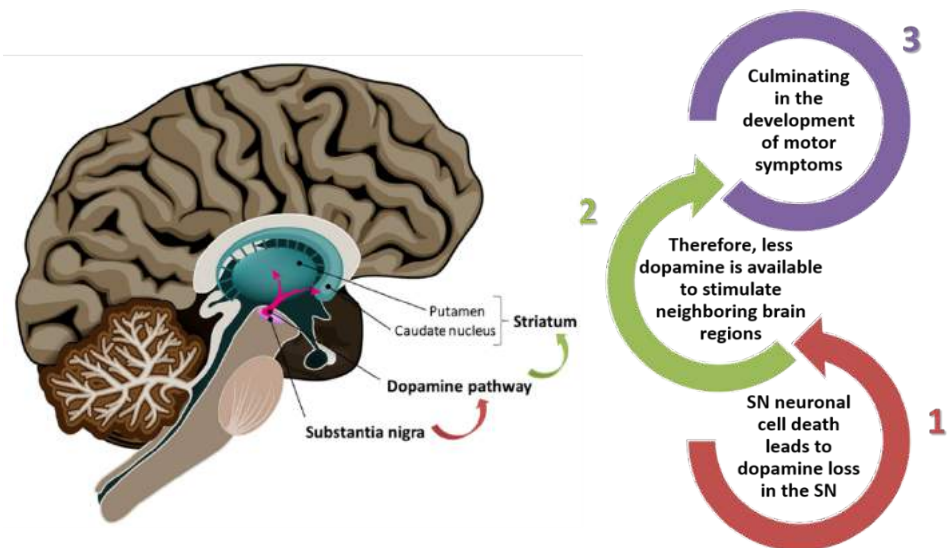 Putamen
Caudate nucleus
Striatum
Dopamine pathway
Substantia nigra
3
Culminating
in the
development
of motor
symptoms
2
Therefore, less
dopamine is available
to stimulate
neighboring brain
regions
1
SN neuronal
cell death
leads to
dopamine loss
in the SN